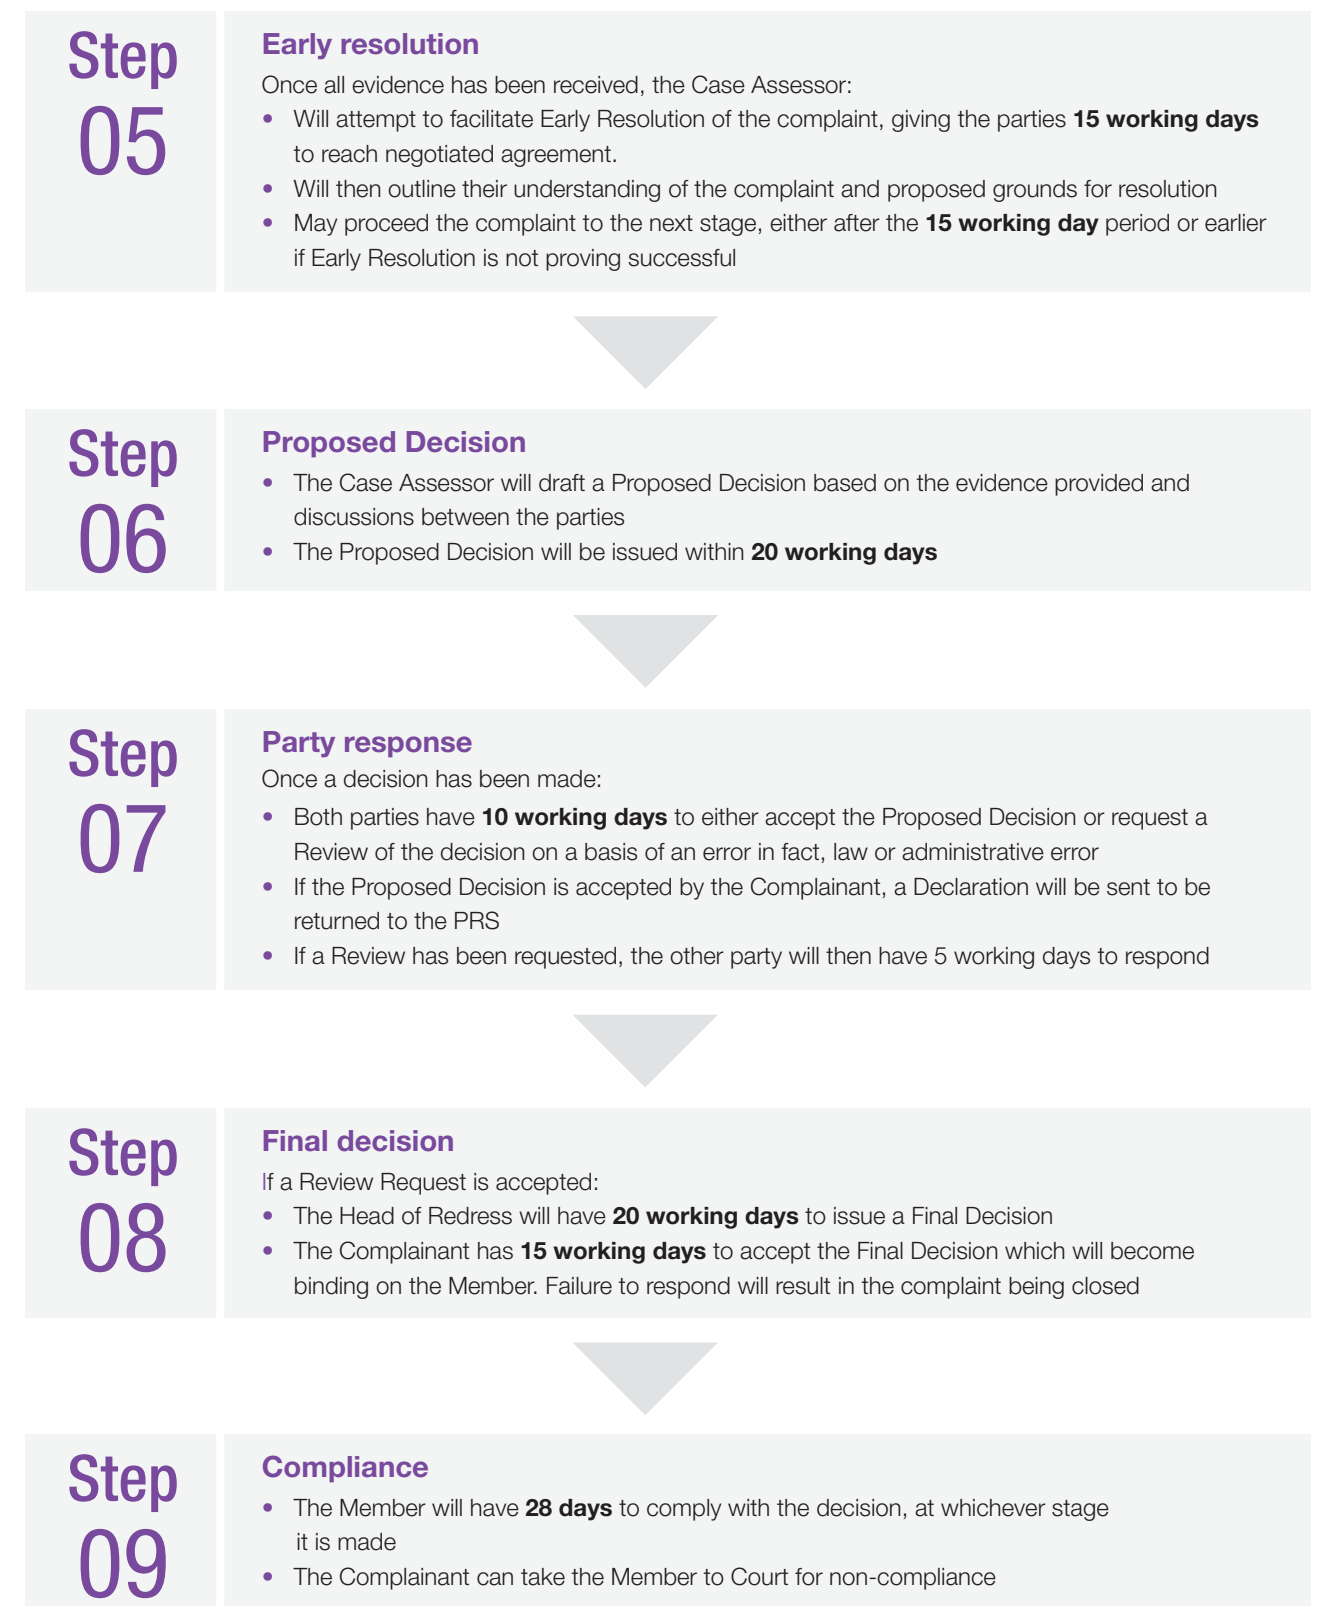 Step
05
Early resolution
Once all evidence has been received, the Case Assessor:
• Will attempt to facilitate Early Resolution of the complaint, giving the parties 15 working days
to reach negotiated agreement.
• Will then outline their understanding of the complaint and proposed grounds for resolution
• May proceed the complaint to the next stage, either after the 15 working day period or earlier
if Early Resolution is not proving successful
Step
06
Proposed Decision
• The Case Assessor will draft a Proposed Decision based on the evidence provided and
discussions between the parties
• The Proposed Decision will be issued within 20 working days
Step
07
Party response
Once a decision has been made:
• Both parties have 10 working days to either accept the Proposed Decision or request a
Review of the decision on a basis of an error in fact, law or administrative error
• If the Proposed Decision is accepted by the Complainant, a Declaration will be sent to be
returned to the PRS
• If a Review has been requested, the other party will then have 5 working days to respond
Step
08
Final decision
If a Review Request is accepted:
• The Head of Redress will have 20 working days to issue a Final Decision
• The Complainant has 15 working days to accept the Final Decision which will become
binding on the Member. Failure to respond will result in the complaint being closed
Step
09
Compliance
• The Member will have 28 days to comply with the decision, at whichever stage
it is made
• The Complainant can take the Member to Court for non-compliance